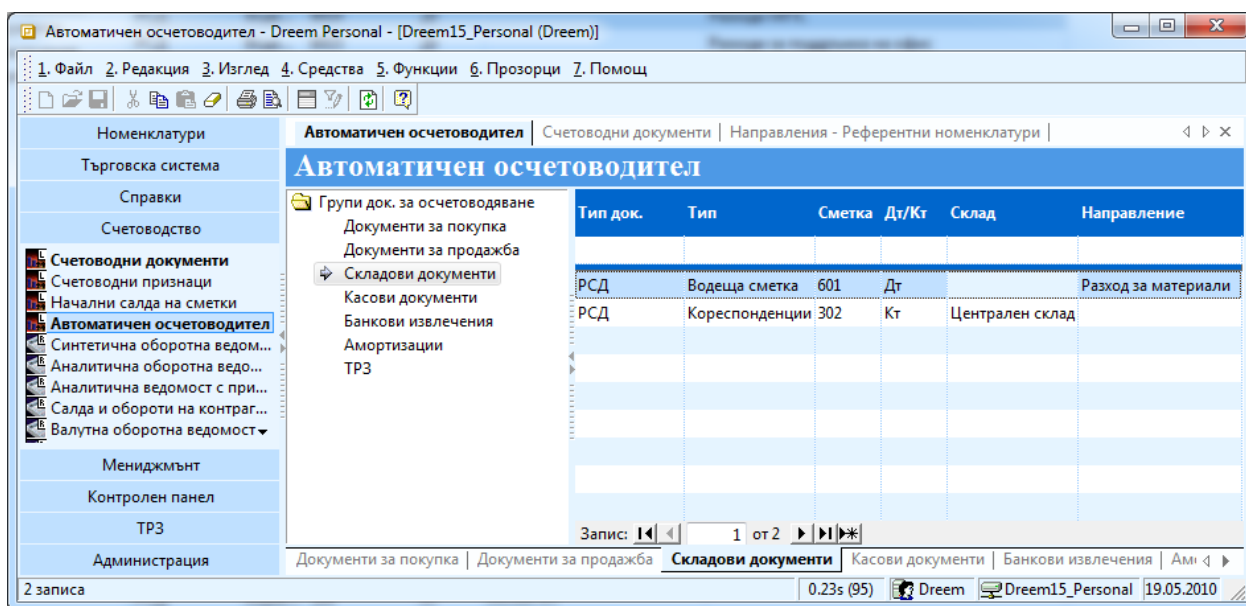 Автоматичен осчетоводител - Dreem Personal - [Dreem15_Personal (Dreem)]
1. Файл 2. Редакция 3. Изглед 4. Средства 5. Функции 6. Прозорци 7. Помощ
Номенклатури
Търговска система
Справки
Счетоводство
Счетоводни документи
Счетоводни признаци
Начални салда на сметки
Автоматичен осчетоводител
Синтетична оборотна ведом...
Аналитична оборотна ведо...
Аналитична ведомост с при...
Салда и обороти на контраг...
Валутна оборотна ведомост
Мениджмънт
Контролен панел
ТРЗ
Администрация
Автоматичен осчетоводител | Счетоводни документи | Направления - Референтни номенклатури |
Автоматичен осчетоводител
Групи док. за осчетоводяване
Документи за покупка
Документи за продажба
Складови документи
Касови документи
Банкови извлечения
Амортизации
ТРЗ
Тип док. Тип Сметка Дт/Кт Склад Направление
РСД Водеща сметка 601 Дт Разход за материали
РСД Кореспонденции 302 Кт Централен склад
Запис: 1 от 2
Документи за покупка | Документи за продажба Складови документи Касови документи | Банкови извлечения |
2 записа 0.23s (95) Dreem Dreem15_Personal 19.05.2010